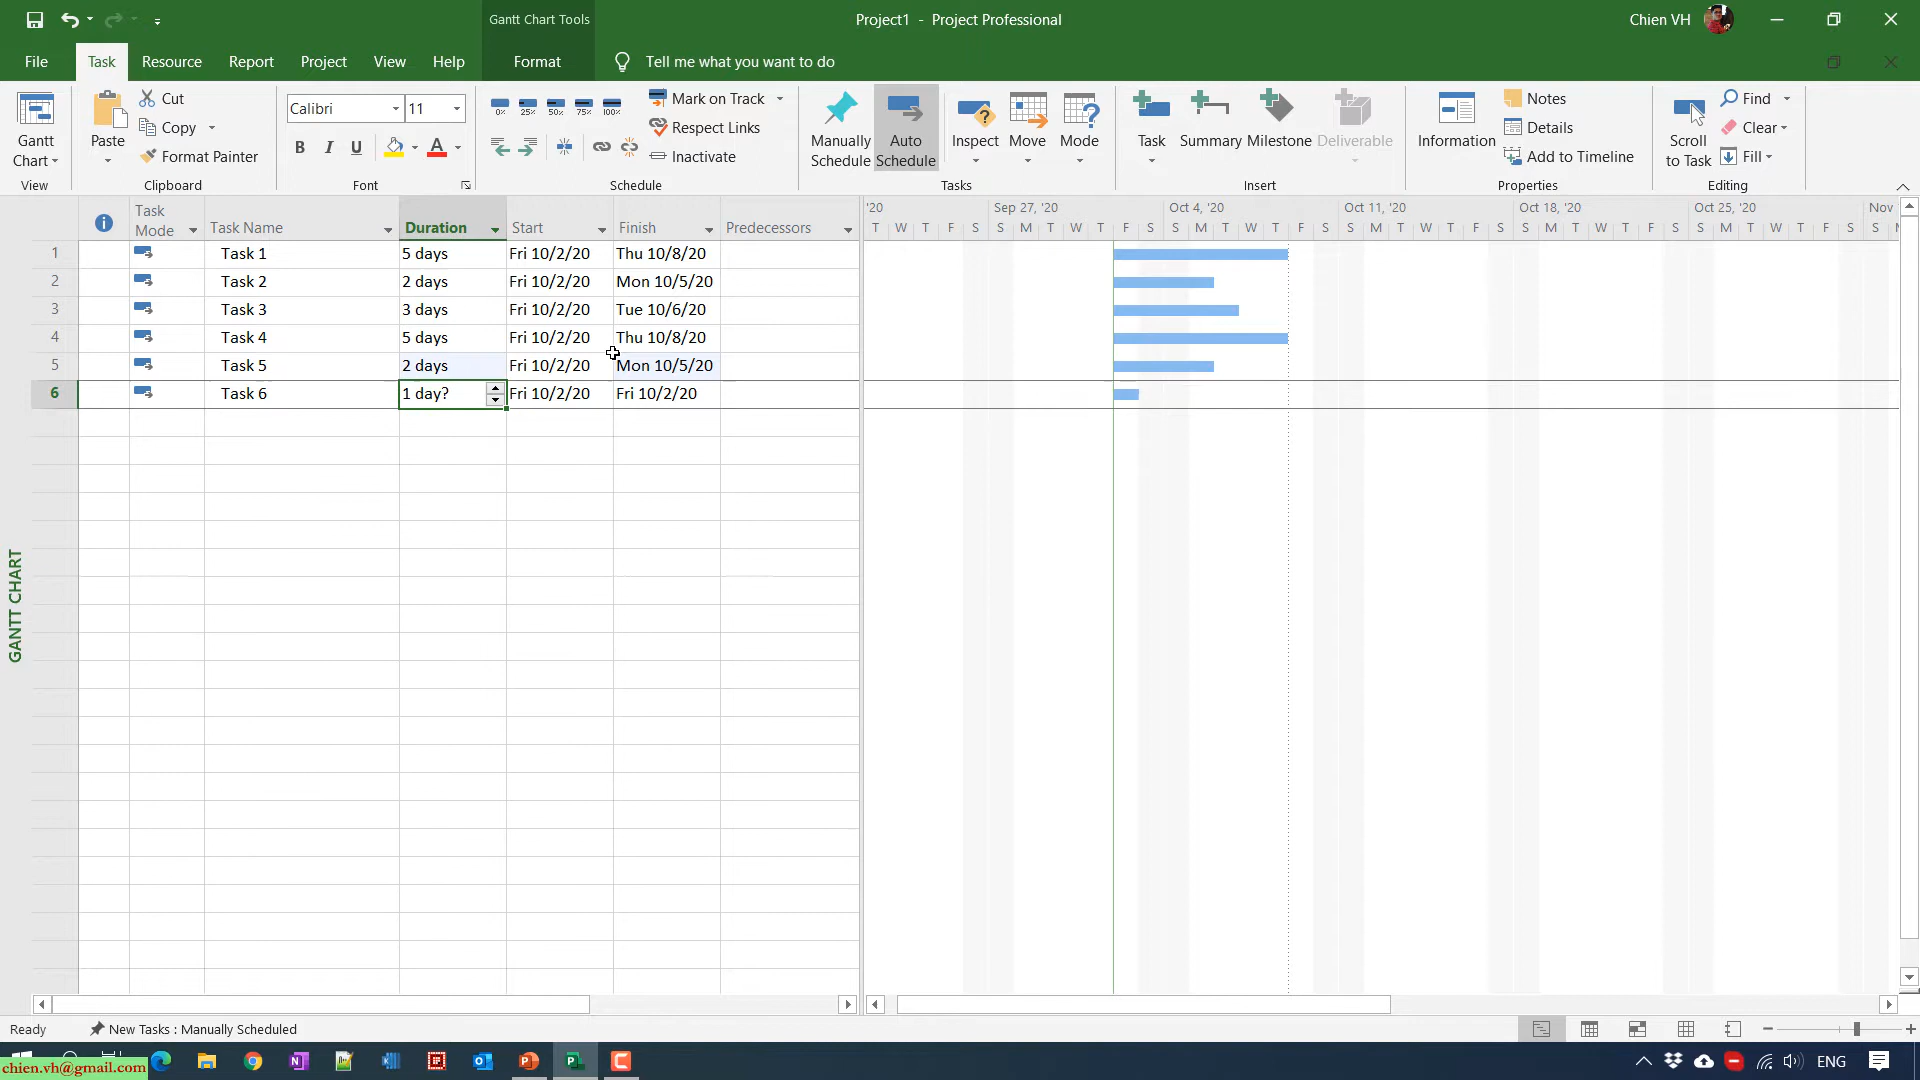 Gantt Chart Tools
Project1 - Project Professional
Chien VH
File Task Resource Report Project View Help Format Tell me what you want to do
Gantt Chart
Paste
Cut
Copy
Format Painter
Calibri 11
B I U A
0% 25% 50% 75% 100%
Mark on Track
Respect Links
Inactivate
Manually Schedule
Auto Schedule
Inspect
Move
Mode
Task
Summary
Milestone
Deliverable
Information
Notes
Details
Add to Timeline
Scroll to Task
Find
Clear
Fill
View Clipboard Font Schedule Tasks Insert Properties Editing
Task Mode Task Name Duration Start Finish Predecessors
'20 Sep 27, '20 Oct 4, '20 Oct 11, '20 Oct 18, '20 Oct 25, '20 Nov
T W T F S S M T W T F S S M T W T F S S M T W T F S S M T W T F S S M T W T F S S
1 Task 1 5 days Fri 10/2/20 Thu 10/8/20
2 Task 2 2 days Fri 10/2/20 Mon 10/5/20
3 Task 3 3 days Fri 10/2/20 Tue 10/6/20
4 Task 4 5 days Fri 10/2/20 Thu 10/8/20
5 Task 5 2 days Fri 10/2/20 Mon 10/5/20
6 Task 6 1 day? Fri 10/2/20 Fri 10/2/20
GANTT CHART
Ready New Tasks : Manually Scheduled
chien.vh@gmail.com
ENG